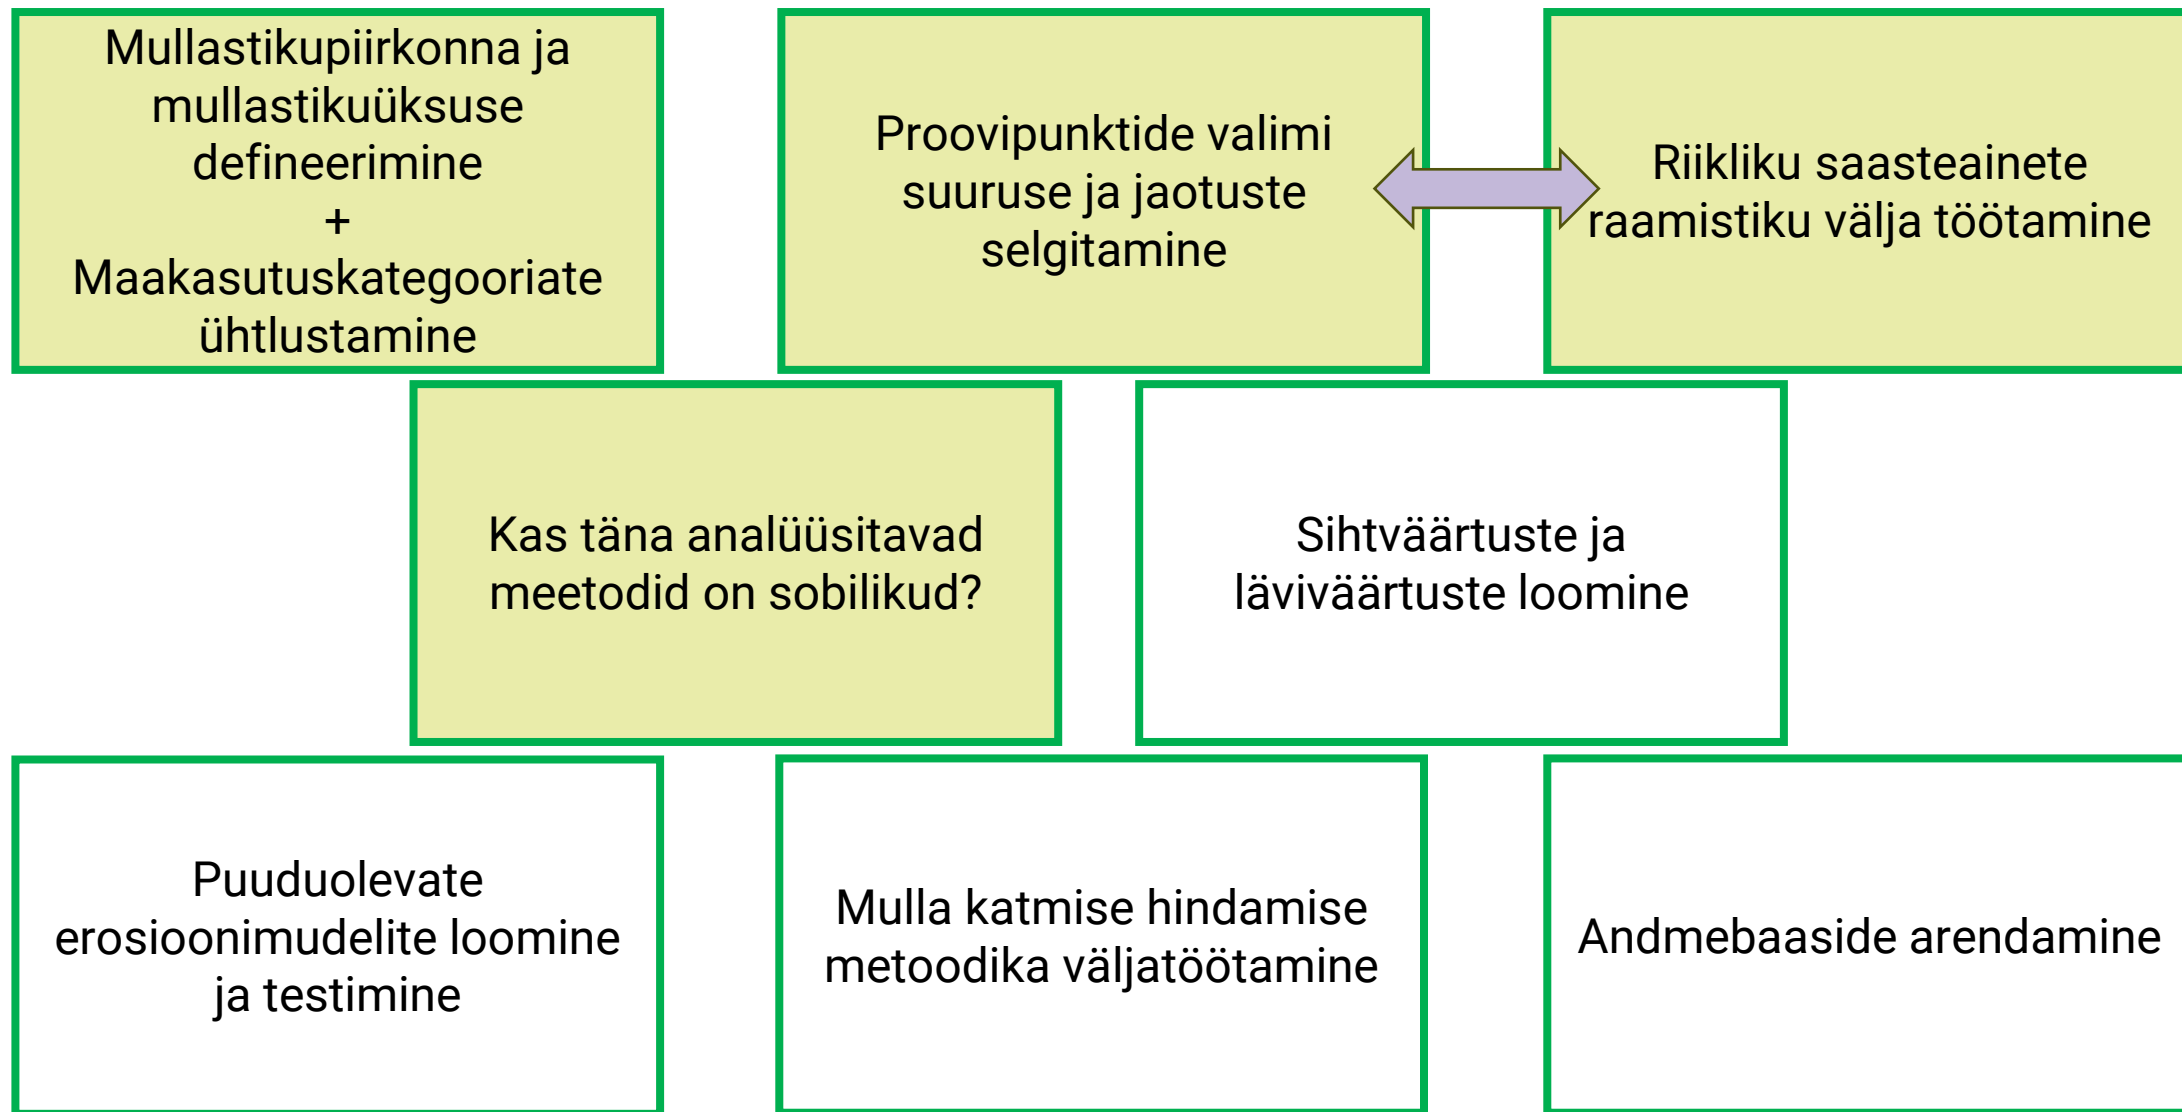 Mullastikupiirkonna ja
mullastikuüksuse
defineerimine
+
Maakasutuskategooriate
ühtlustamine
Proovipunktide valimi
suuruse ja jaotuste
selgitamine
Riikliku saasteainete
raamistiku välja töötamine
Kas täna analüüsitavad
meetodid on sobilikud?
Sihtväärtuste ja
läviväärtuste loomine
Puuduolevate
erosioonimudelite loomine
ja testimine
Mulla katmise hindamise
metoodika väljatöötamine
Andmebaaside arendamine